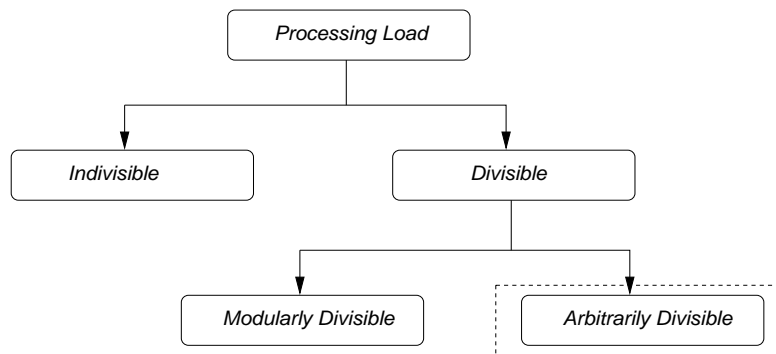 Processing Load
Indivisible
Divisible
Modularly Divisible
Arbitrarily Divisible